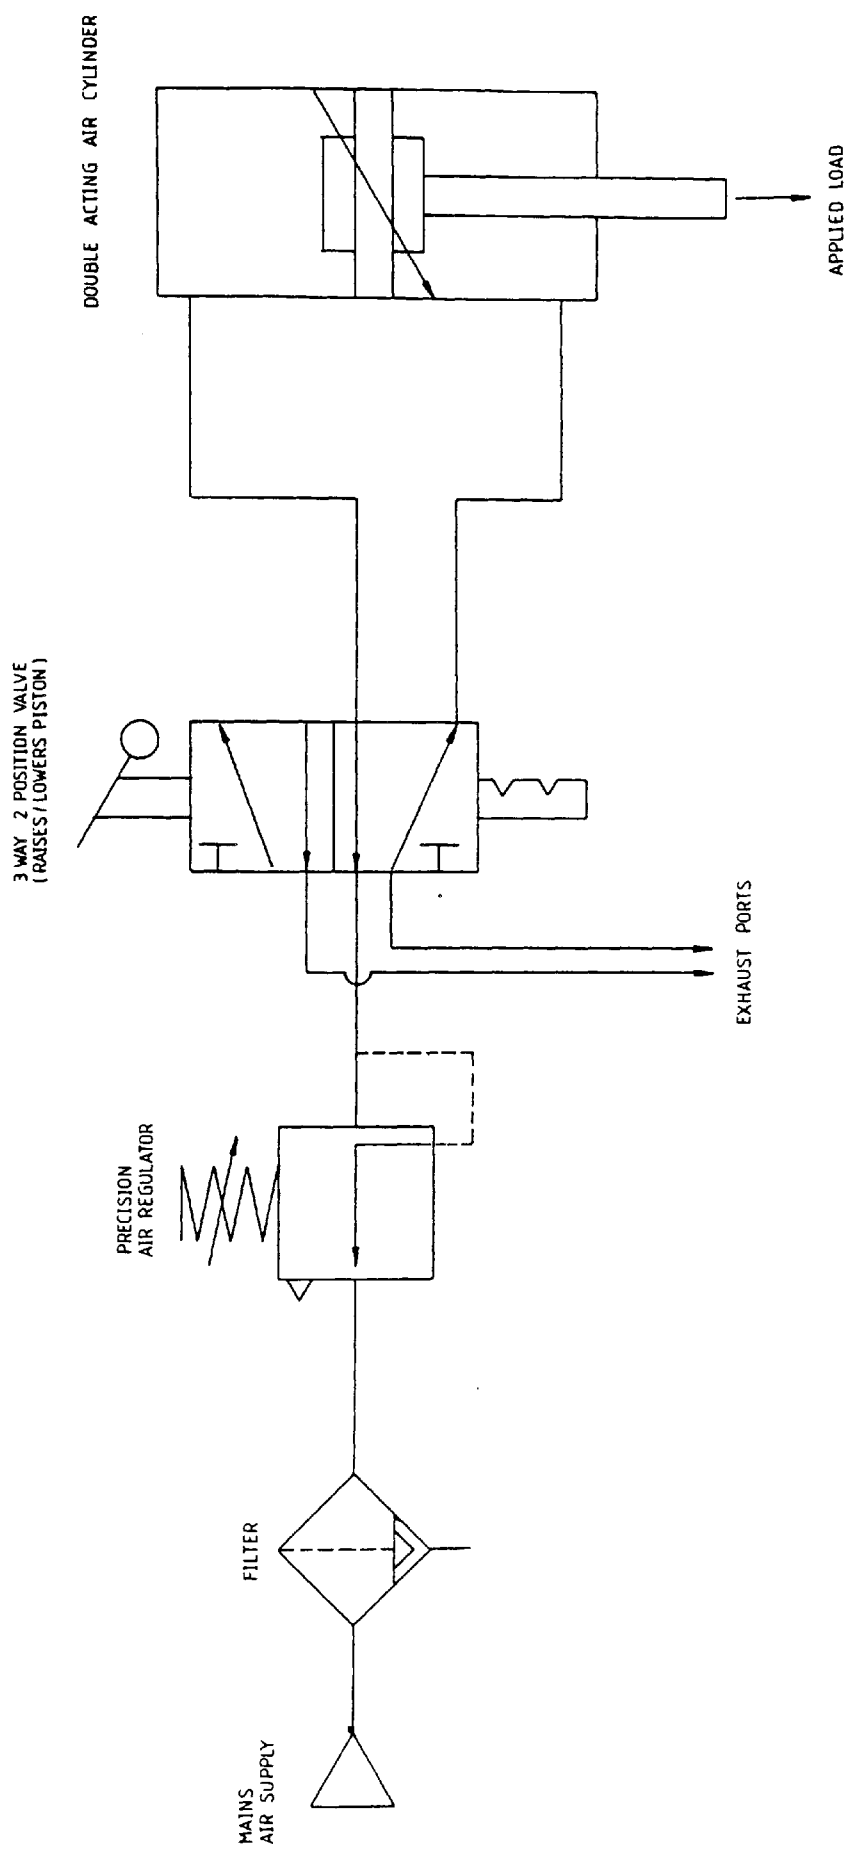 MAINS
AIR SUPPLY
FILTER
PRECISION
AIR REGULATOR
3 WAY 2 POSITION VALVE
(RAISES/LOWERS PISTON)
EXHAUST PORTS
DOUBLE ACTING AIR CYLINDER
APPLIED LOAD